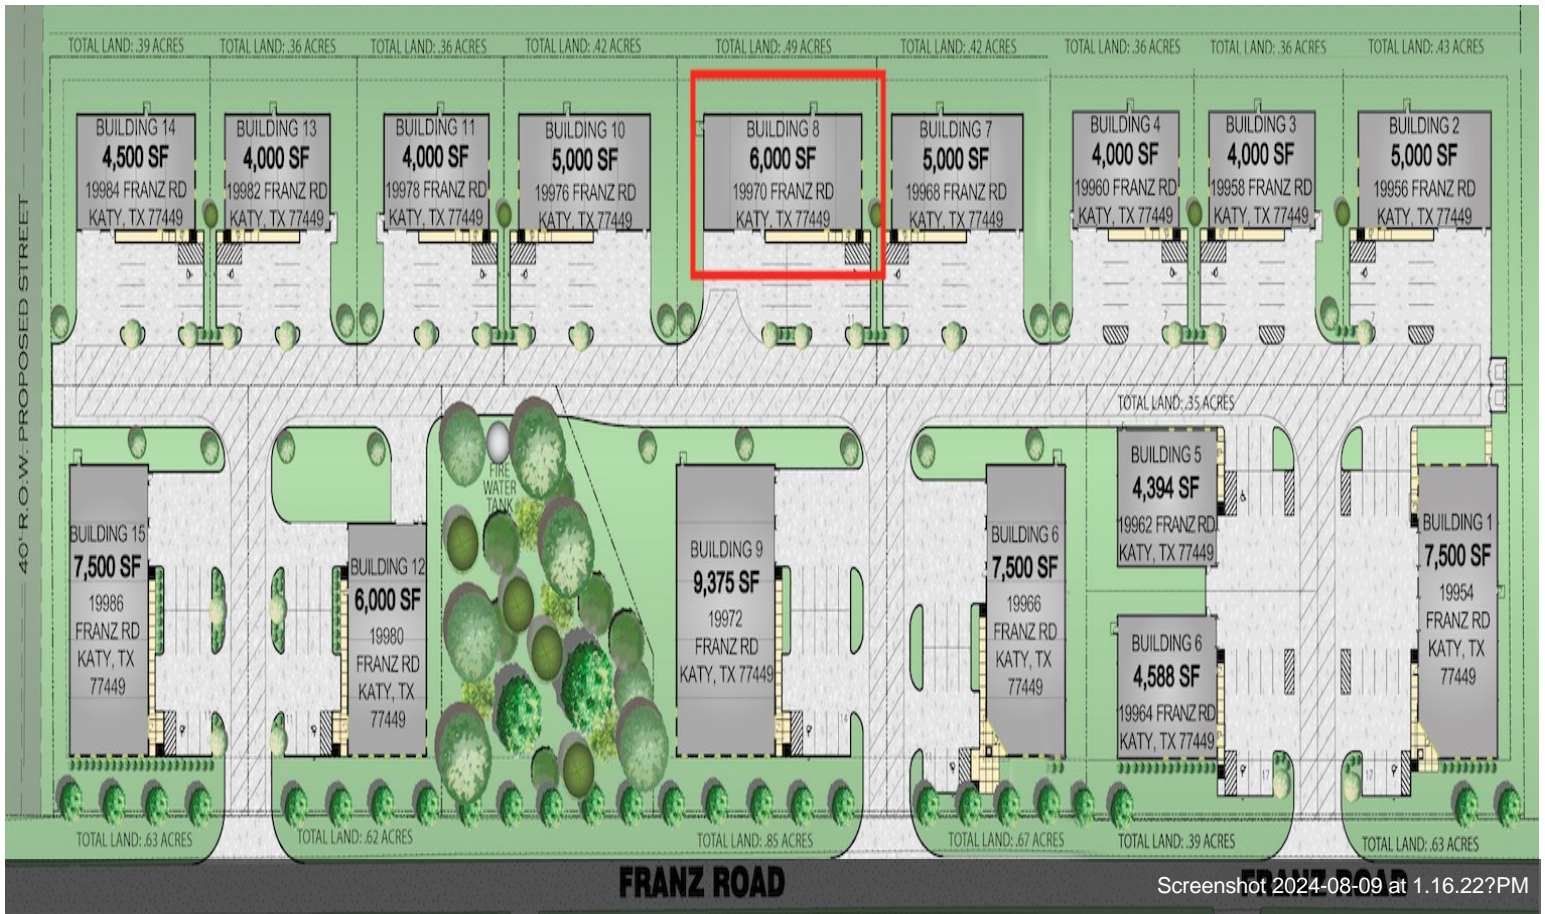 TOTAL LAND: .39 ACRES
TOTAL LAND: .36 ACRES
TOTAL LAND: .36 ACRES
TOTAL LAND: .42 ACRES
TOTAL LAND: .49 ACRES
TOTAL LAND: .42 ACRES
TOTAL LAND: .36 ACRES
TOTAL LAND: .36 ACRES
TOTAL LAND: .43 ACRES
BUILDING 14
4,500 SF
19984 FRANZ RD
KATY, TX 77449
BUILDING 13
4,000 SF
19982 FRANZ RD
KATY, TX 77449
BUILDING 11
4,000 SF
19978 FRANZ RD
KATY, TX 77449
BUILDING 10
5,000 SF
19976 FRANZ RD
KATY, TX 77449
BUILDING 8
6,000 SF
19970 FRANZ RD
KATY, TX 77449
BUILDING 7
5,000 SF
19968 FRANZ RD
KATY, TX 77449
BUILDING 4
4,000 SF
19960 FRANZ RD
KATY, TX 77449
BUILDING 3
4,000 SF
19958 FRANZ RD
KATY, TX 77449
BUILDING 2
5,000 SF
19956 FRANZ RD
KATY, TX 77449
40' R.O.W. PROPOSED STREET
TOTAL LAND: .35 ACRES
BUILDING 15
7,500 SF
19986
FRANZ RD
KATY, TX
77449
BUILDING 12
6,000 SF
19980
FRANZ RD
KATY, TX
77449
FIRE
WATER
TANK
BUILDING 9
9,375 SF
19972
FRANZ RD
KATY, TX 77449
BUILDING 6
7,500 SF
19966
FRANZ RD
KATY, TX
77449
BUILDING 5
4,394 SF
19962 FRANZ RD
KATY, TX 77449
BUILDING 6
4,588 SF
19964 FRANZ RD
KATY, TX 77449
BUILDING 1
7,500 SF
19954
FRANZ RD
KATY, TX
77449
17
17
TOTAL LAND: .63 ACRES
TOTAL LAND: .62 ACRES
TOTAL LAND: .85 ACRES
TOTAL LAND: .67 ACRES
TOTAL LAND: .39 ACRES
TOTAL LAND: .63 ACRES
FRANZ ROAD
FRANZ ROAD
Screenshot 2024-08-09 at 1.16.22?PM